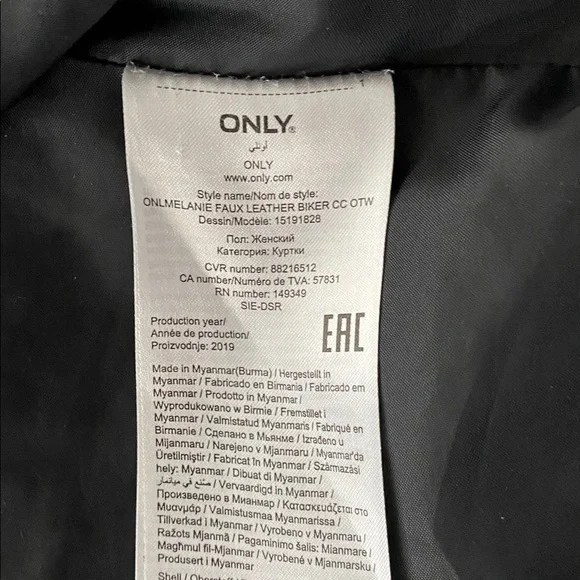 1
ONLY®
أونلي
ONLY
www.only.com
Style name/Nom de style:
ONLMELANIE FAUX LEATHER BIKER CC OTW
Dessin/Modèle: 15191828
Пол: Женский
Категория: Куртки
CVR number: 88216512
CA number/Numéro de TVA: 57831
RN number: 149349
SIE-DSR
Production year/
Année de production/
Proizvodnje: 2019
EAC
Made in Myanmar(Burma) / Hergestellt in
Myanmar / Fabricado en Birmania / Fabricado em
Myanmar / Prodotto in Myanmar /
Wyprodukowano w Birmie / Fremstillet i
Myanmar / Valmistatud Myanmaris / Fabriqué en
Birmanie / Сделано в Мьянме / Izrađeno u
Mijanmaru / Narejeno v Mjanmaru / Myanmar'da
Üretilmiştir / Fabricat în Myanmar / Származási
hely: Myanmar / Dibuat di Myanmar /
صنع في ميانمار / Vervaardigd in Myanmar /
Произведено в Мианмар / Κατασκευάζεται στο
Μυανμάρ / Valmistusmaa Myanmarissa /
Tillverkad i Myanmar / Vyrobeno v Myanmaru /
Ražots Mjanmā / Pagaminimo šalis: Mianmare /
Magħmul fil-Mjanmar / Vyrobené v Mjanmarsku /
Produsert i Myanmar
Shell / Oberstoff /